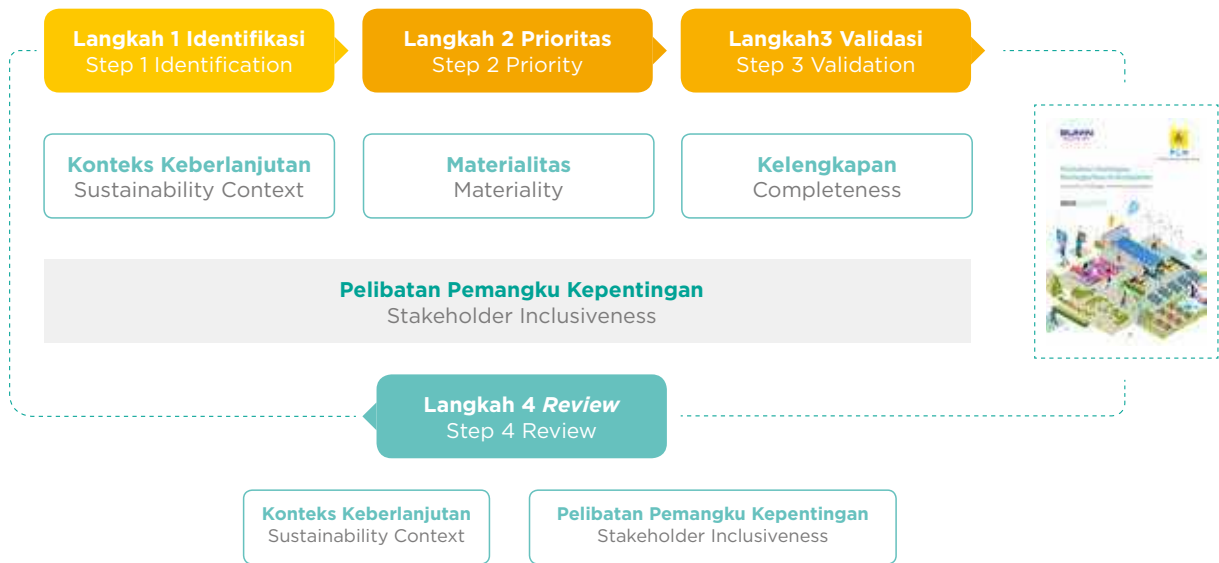 Langkah 1 Identifikasi
Step 1 Identification
Langkah 2 Prioritas
Step 2 Priority
Langkah3 Validasi
Step 3 Validation
Konteks Keberlanjutan
Sustainability Context
Materialitas
Materiality
Kelengkapan
Completeness
BUMN
PLN
Pelibatan Pemangku Kepentingan
Stakeholder Inclusiveness
Langkah 4 Review
Step 4 Review
Konteks Keberlanjutan
Sustainability Context
Pelibatan Pemangku Kepentingan
Stakeholder Inclusiveness